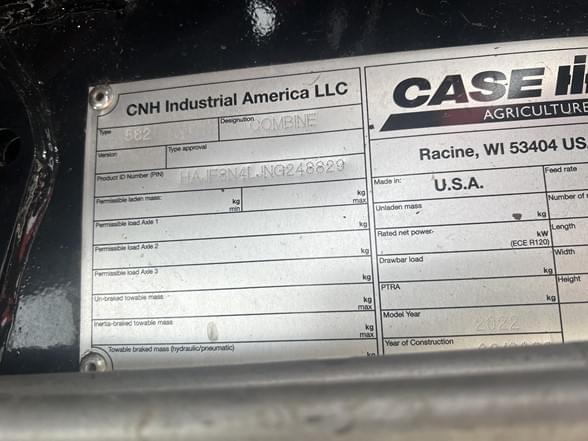 CNH Industrial America LLC
Type 582 Designation COMBINE
Version Type approval
Product ID Number (PIN)
Permissible laden mass: kg min kg max
Permissible load Axle 1 kg
Permissible load Axle 2 kg
Permissible load Axle 3 kg
Un-braked towable mass kg max
Inertia-braked towable mass kg max
Towable braked mass (hydraulic/pneumatic)
CASE IH
AGRICULTURE
Racine, WI 53404 US
Made in: U.S.A. Feed rate
Unladen mass kg Number of
Rated net power kW (ECE R120) Length
Drawbar load kg Width
PTRA kg Height
Model Year 2022
Year of Construction